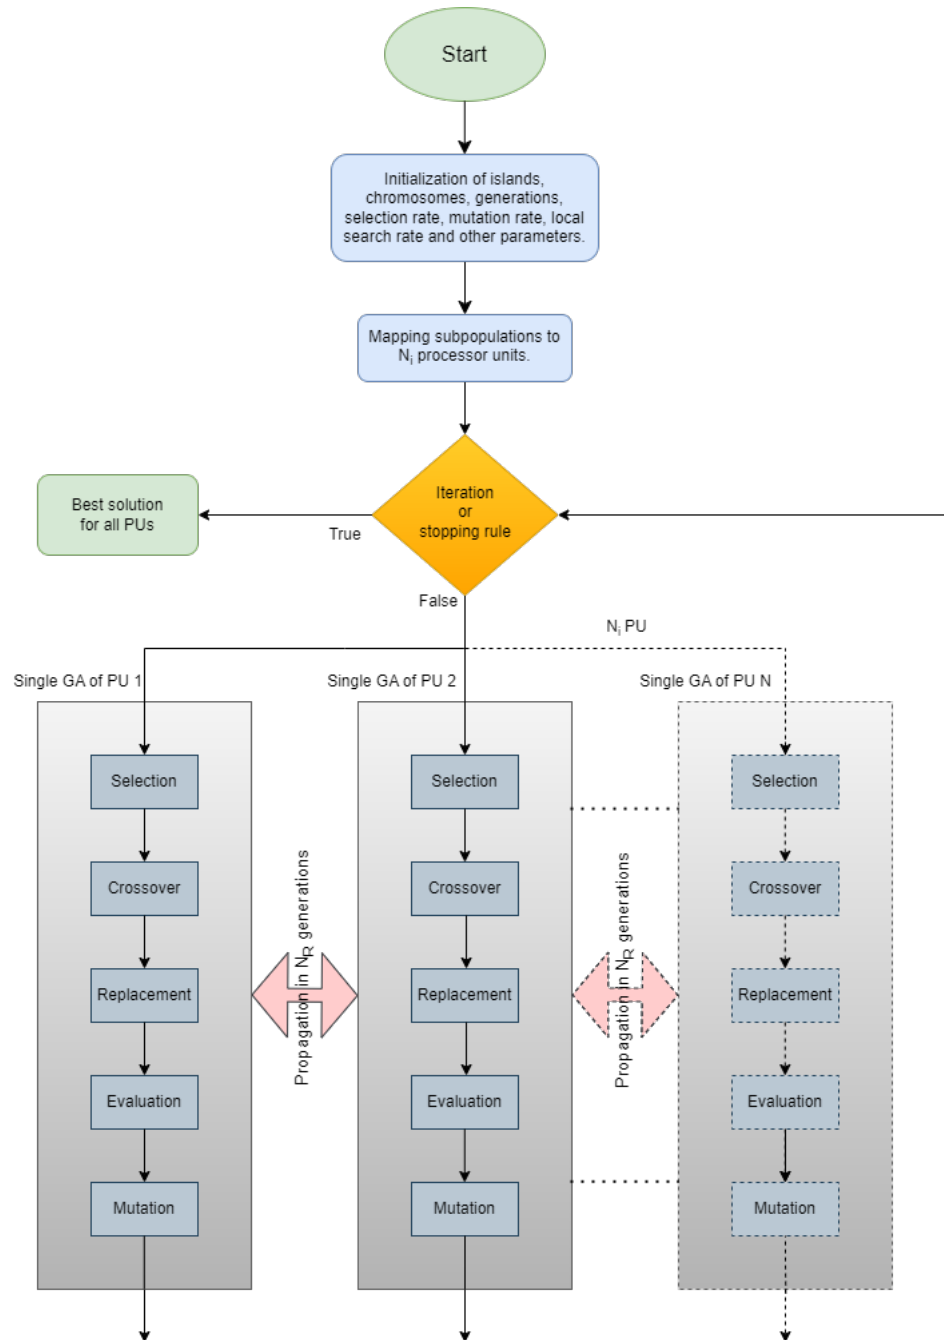 Start
Initialization of islands,
chromosomes, generations,
selection rate, mutation rate, local
search rate and other parameters.
Mapping subpopulations to
Nᵢ processor units.
Iteration
or
stopping rule
Best solution
for all PUs
True
False
Nᵢ PU
Single GA of PU 1
Single GA of PU 2
Single GA of PU N
Selection
Crossover
Replacement
Evaluation
Mutation
Propagation in N_R generations
Selection
Crossover
Replacement
Evaluation
Mutation
Propagation in N_R generations
Selection
Crossover
Replacement
Evaluation
Mutation